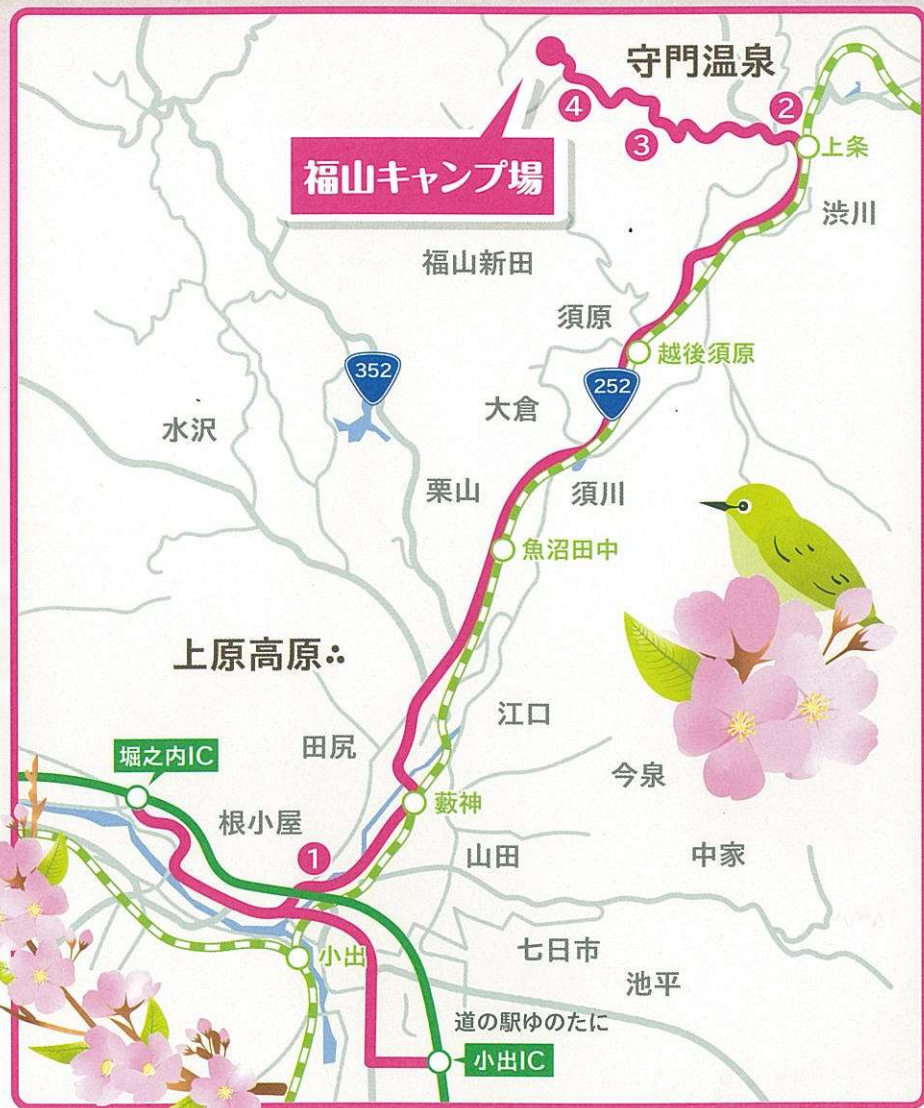 守門温泉
④
②
③
上条
福山キャンプ場
渋川
福山新田
須原
越後須原
352
252
大倉
水沢
栗山
須川
魚沼田中
上原高原
江口
田尻
堀之内IC
今泉
藪神
根小屋
①
山田
中家
七日市
小出
池平
道の駅ゆのたに
小出IC